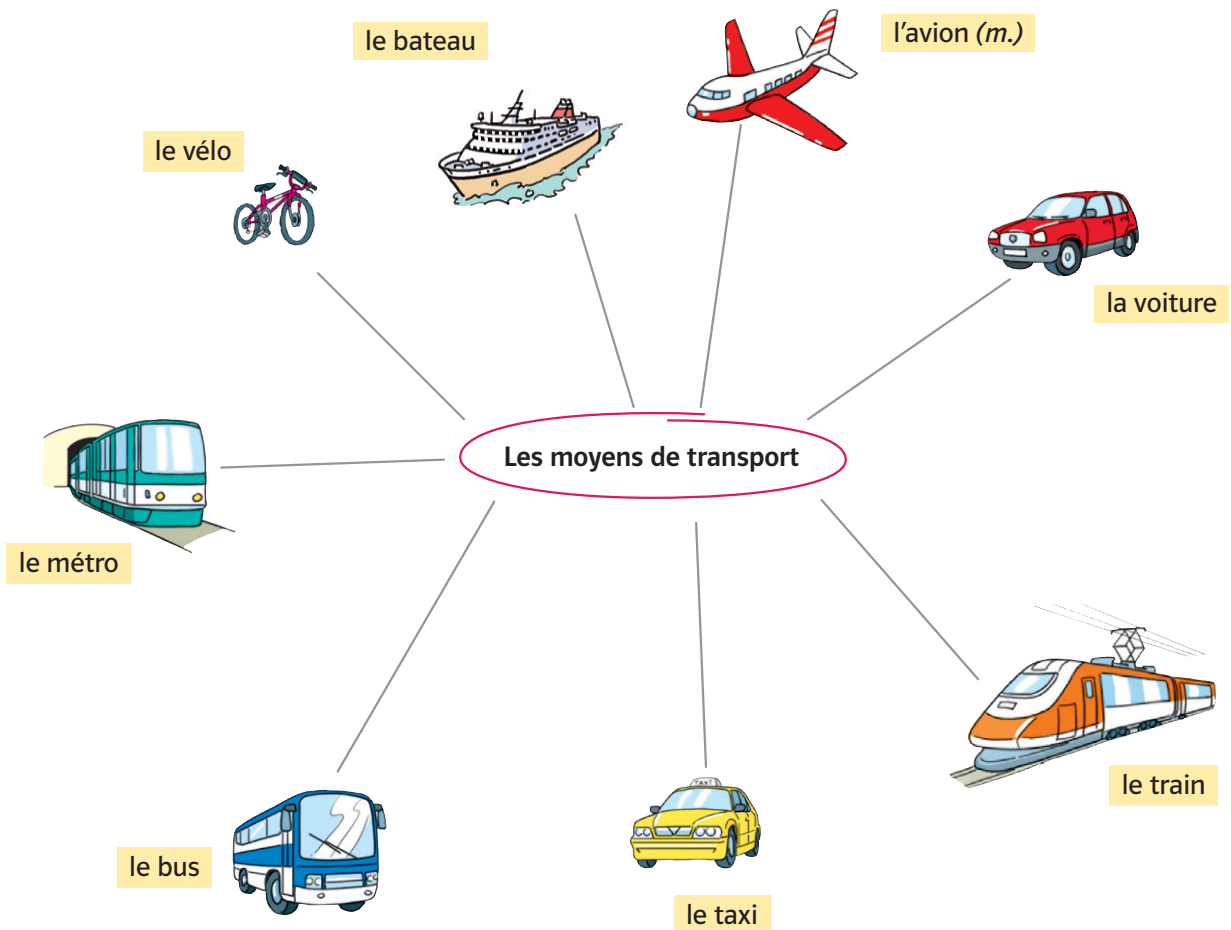 l'avion (m.)
le bateau
le vélo
la voiture
Les moyens de transport
le métro
le train
TAXI
le bus
le taxi